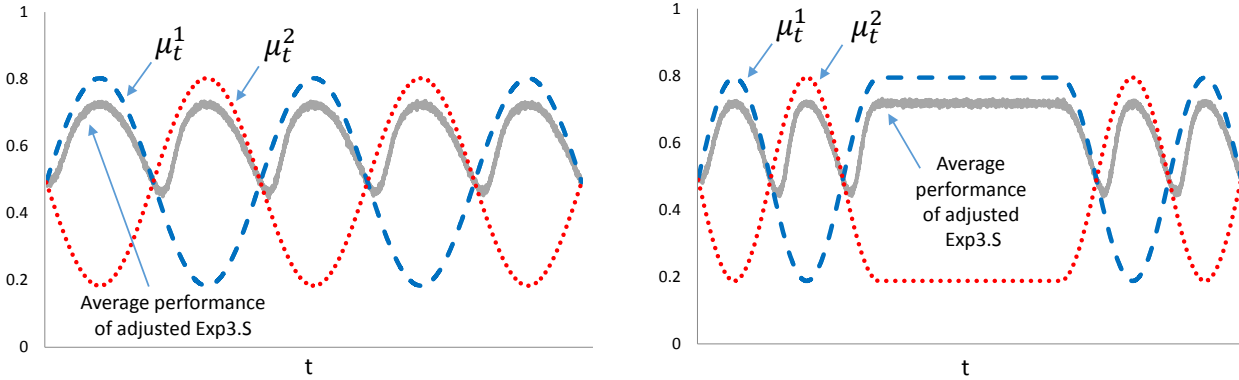 1
0.8
0.6
0.4
0.2
0
μ_t^1
μ_t^2
Average performance
of adjusted Exp3.S
t
1
0.8
0.6
0.4
0.2
0
μ_t^1
μ_t^2
Average
performance
of adjusted
Exp3.S
t